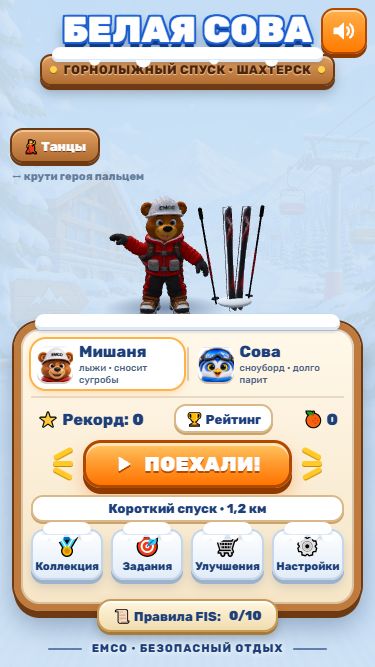 БЕЛАЯ СОВА
ГОРНОЛЫЖНЫЙ СПУСК · ШАХТЕРСК
Танцы
↔ крути героя пальцем
EMCO
EMCO
Мишаня
лыжи · сносит
сугробы
Сова
сноуборд · долго
парит
Рекорд: 0
Рейтинг
0
ПОЕХАЛИ!
Короткий спуск · 1,2 км
Коллекция
Задания
Улучшения
Настройки
Правила FIS: 0/10
ЕМСО · БЕЗОПАСНЫЙ ОТДЫХ